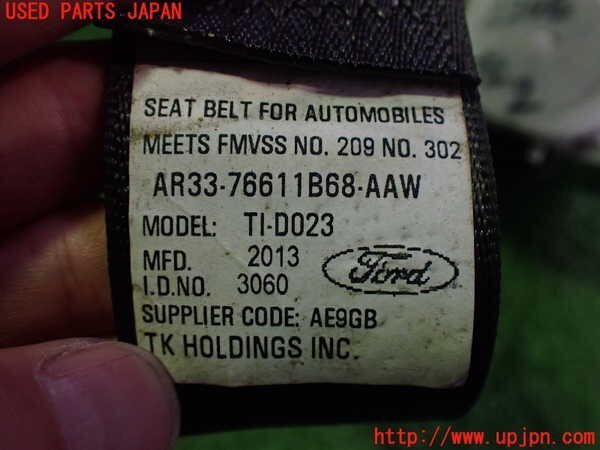 USED PARTS JAPAN
SEAT BELT FOR AUTOMOBILES
MEETS FMVSS NO. 209 NO. 302
AR33-76611B68-AAW
MODEL: TI-D023
MFD. 2013
I.D.NO. 3060
Ford
SUPPLIER CODE: AE9GB
TK HOLDINGS INC.
http://www.upjpn.com/